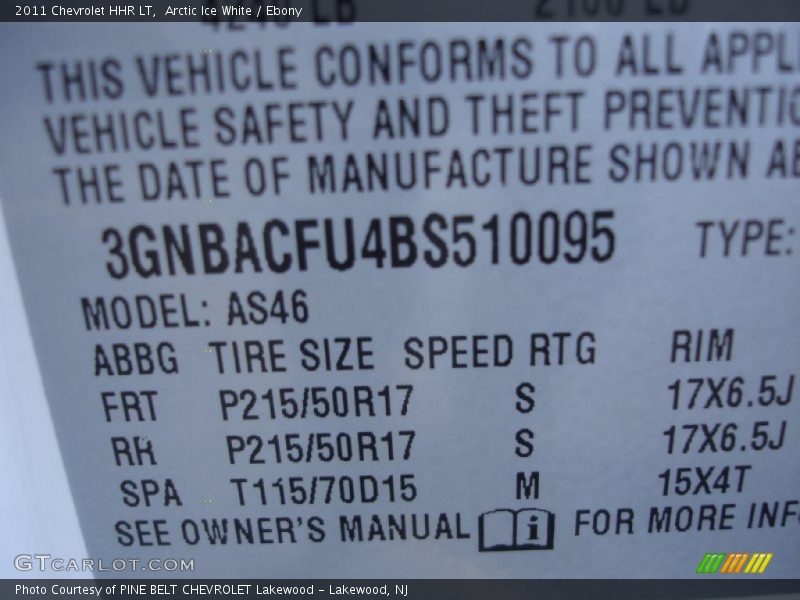 2011 Chevrolet HHR LT, Arctic Ice White / Ebony
THIS VEHICLE CONFORMS TO ALL APPL
VEHICLE SAFETY AND THEFT PREVENTIO
THE DATE OF MANUFACTURE SHOWN AB
3GNBACFU4BS510095 TYPE:
MODEL: AS46
ABBG TIRE SIZE SPEED RTG RIM
FRT P215/50R17 S 17X6.5J
RH P215/50R17 S 17X6.5J
SPA T115/70D15 M 15X4T
SEE OWNER'S MANUAL i FOR MORE INF
GTCARLOT.COM
Photo Courtesy of PINE BELT CHEVROLET Lakewood - Lakewood, NJ